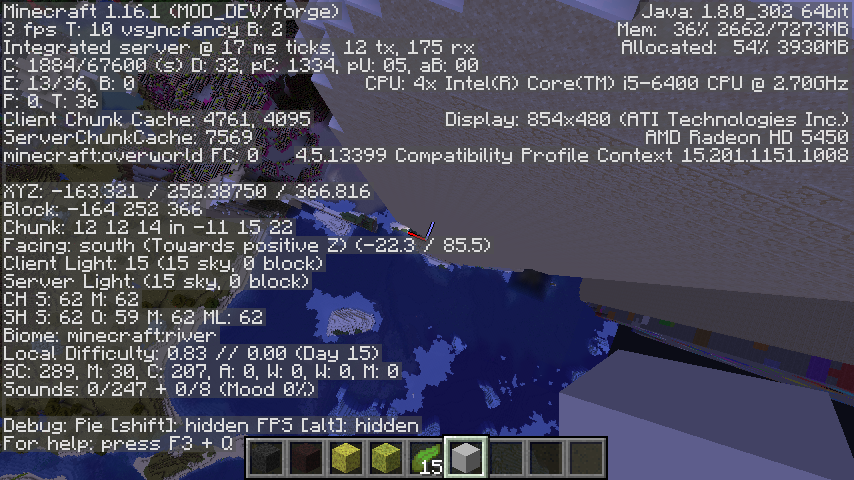 Minecraft 1.16.1 (MOD_DEV/forge)
3 fps T: 10 vsyncfancy B: 2
Integrated server @ 17 ms ticks, 12 tx, 175 rx
C: 1884/67600 (s) D: 32, pC: 1334, pU: 05, aB: 00
E: 13/36, B: 0
P: 0. T: 36
Client Chunk Cache: 4761, 4095
ServerChunkCache: 7569
minecraft:overworld FC: 0
XYZ: -163.321 / 252.38750 / 366.816
Block: -164 252 366
Chunk: 12 12 14 in -11 15 22
Facing: south (Towards positive Z) (-22.3 / 85.5)
Client Light: 15 (15 sky, 0 block)
Server Light: (15 sky, 0 block)
CH S: 62 M: 62
SH S: 62 O: 59 M: 62 ML: 62
Biome: minecraft:river
Local Difficulty: 0.83 // 0.00 (Day 15)
SC: 289, M: 30, C: 207, A: 0, W: 0, W: 0, M: 0
Sounds: 0/247 + 0/8 (Mood 0%)
Debug: Pie [shift]: hidden FPS [alt]: hidden
For help: press F3 + Q
Java: 1.8.0_302 64bit
Mem: 36% 2662/7273MB
Allocated: 54% 3930MB
CPU: 4x Intel(R) Core(TM) i5-6400 CPU @ 2.70GHz
Display: 854x480 (ATI Technologies Inc.)
AMD Radeon HD 5450
4.5.13399 Compatibility Profile Context 15.201.1151.1008
15